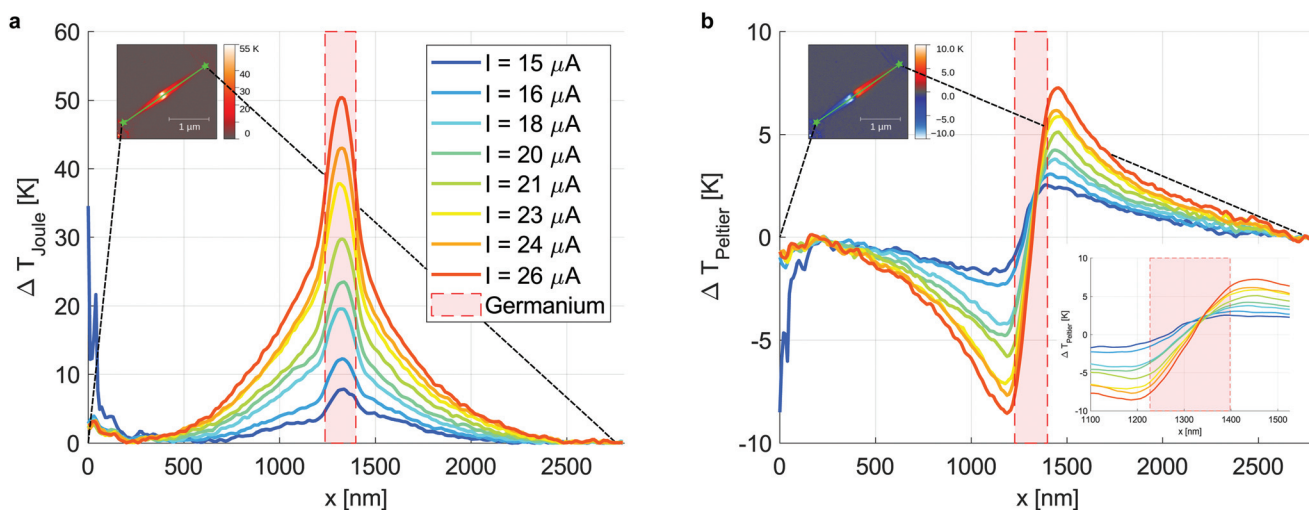 a
60
50
40
30
20
10
0
Δ T_Joule [K]
0
500
1000
1500
2000
2500
x [nm]
55 K
40
30
20
10
0
1 μm
I = 15 μA
I = 16 μA
I = 18 μA
I = 20 μA
I = 21 μA
I = 23 μA
I = 24 μA
I = 26 μA
Germanium
b
10
5
0
-5
-10
Δ T_Peltier [K]
0
500
1000
1500
2000
2500
x [nm]
10.0 K
5.0
0.0
−5.0
−10.0
1 μm
10
5
0
-5
-10
Δ T_Peltier [K]
1100
1200
1300
1400
1500
x [nm]